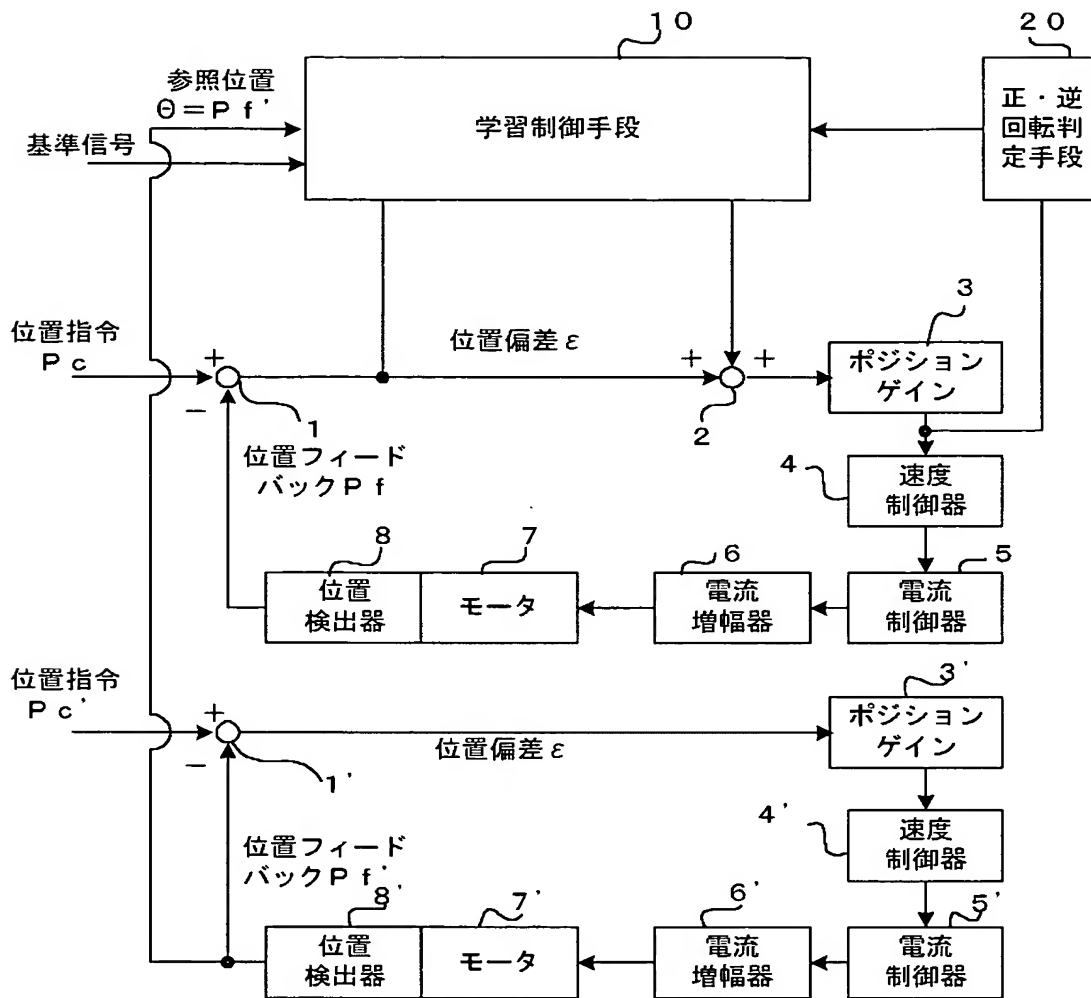 10
20
参照位置
Θ=Pf'
基準信号
学習制御手段
正・逆
回転判
定手段
位置指令
Pc
+
−
1
位置偏差ε
+
+
2
3
ポジション
ゲイン
位置フィード
バックPf
4
速度
制御器
8
位置
検出器
7
モータ
6
電流
増幅器
5
電流
制御器
位置指令
Pc'
+
−
1'
位置偏差ε
3'
ポジション
ゲイン
位置フィード
バックPf'
4'
速度
制御器
8'
位置
検出器
7'
モータ
6'
電流
増幅器
5'
電流
制御器